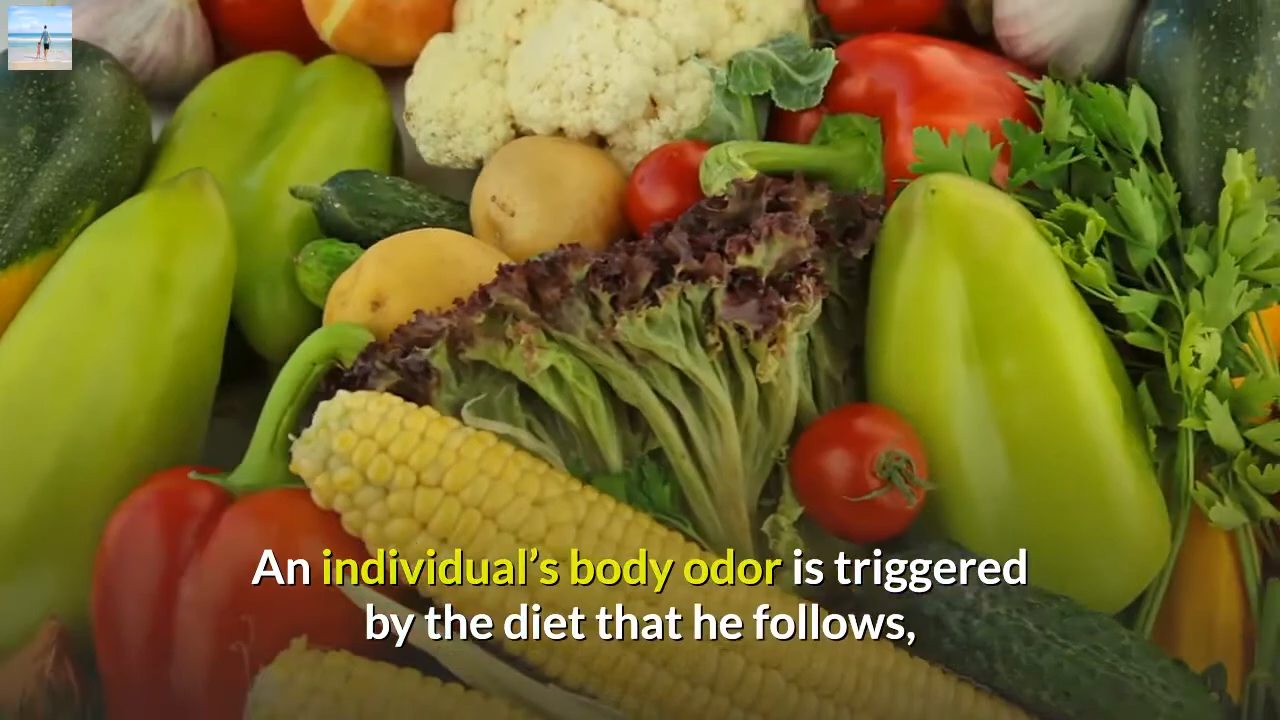 An individual’s body odor is triggered
by the diet that he follows,